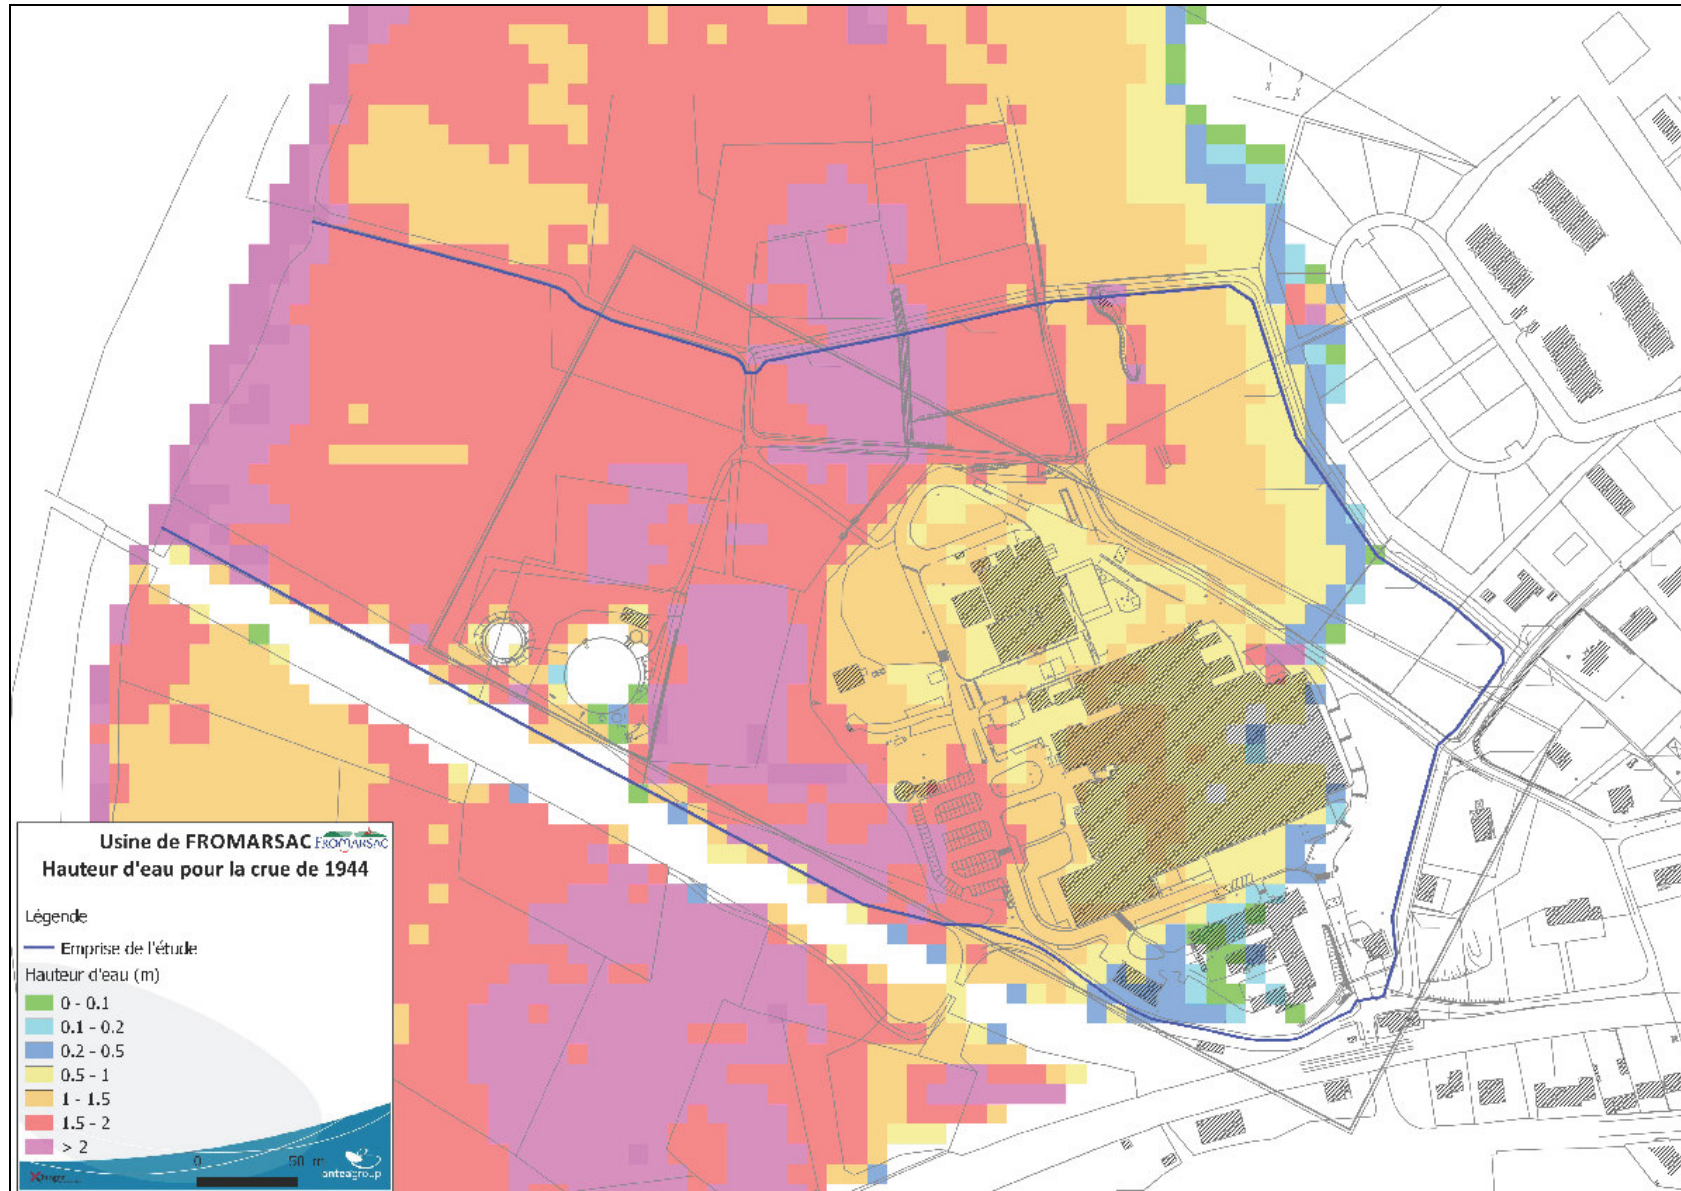 Usine de FROMARSAC FROMARSAC
Hauteur d'eau pour la crue de 1944
Légende
Emprise de l'étude
Hauteur d'eau (m)
0 - 0.1
0.1 - 0.2
0.2 - 0.5
0.5 - 1
1 - 1.5
1.5 - 2
> 2
0 50 m
anteagroup